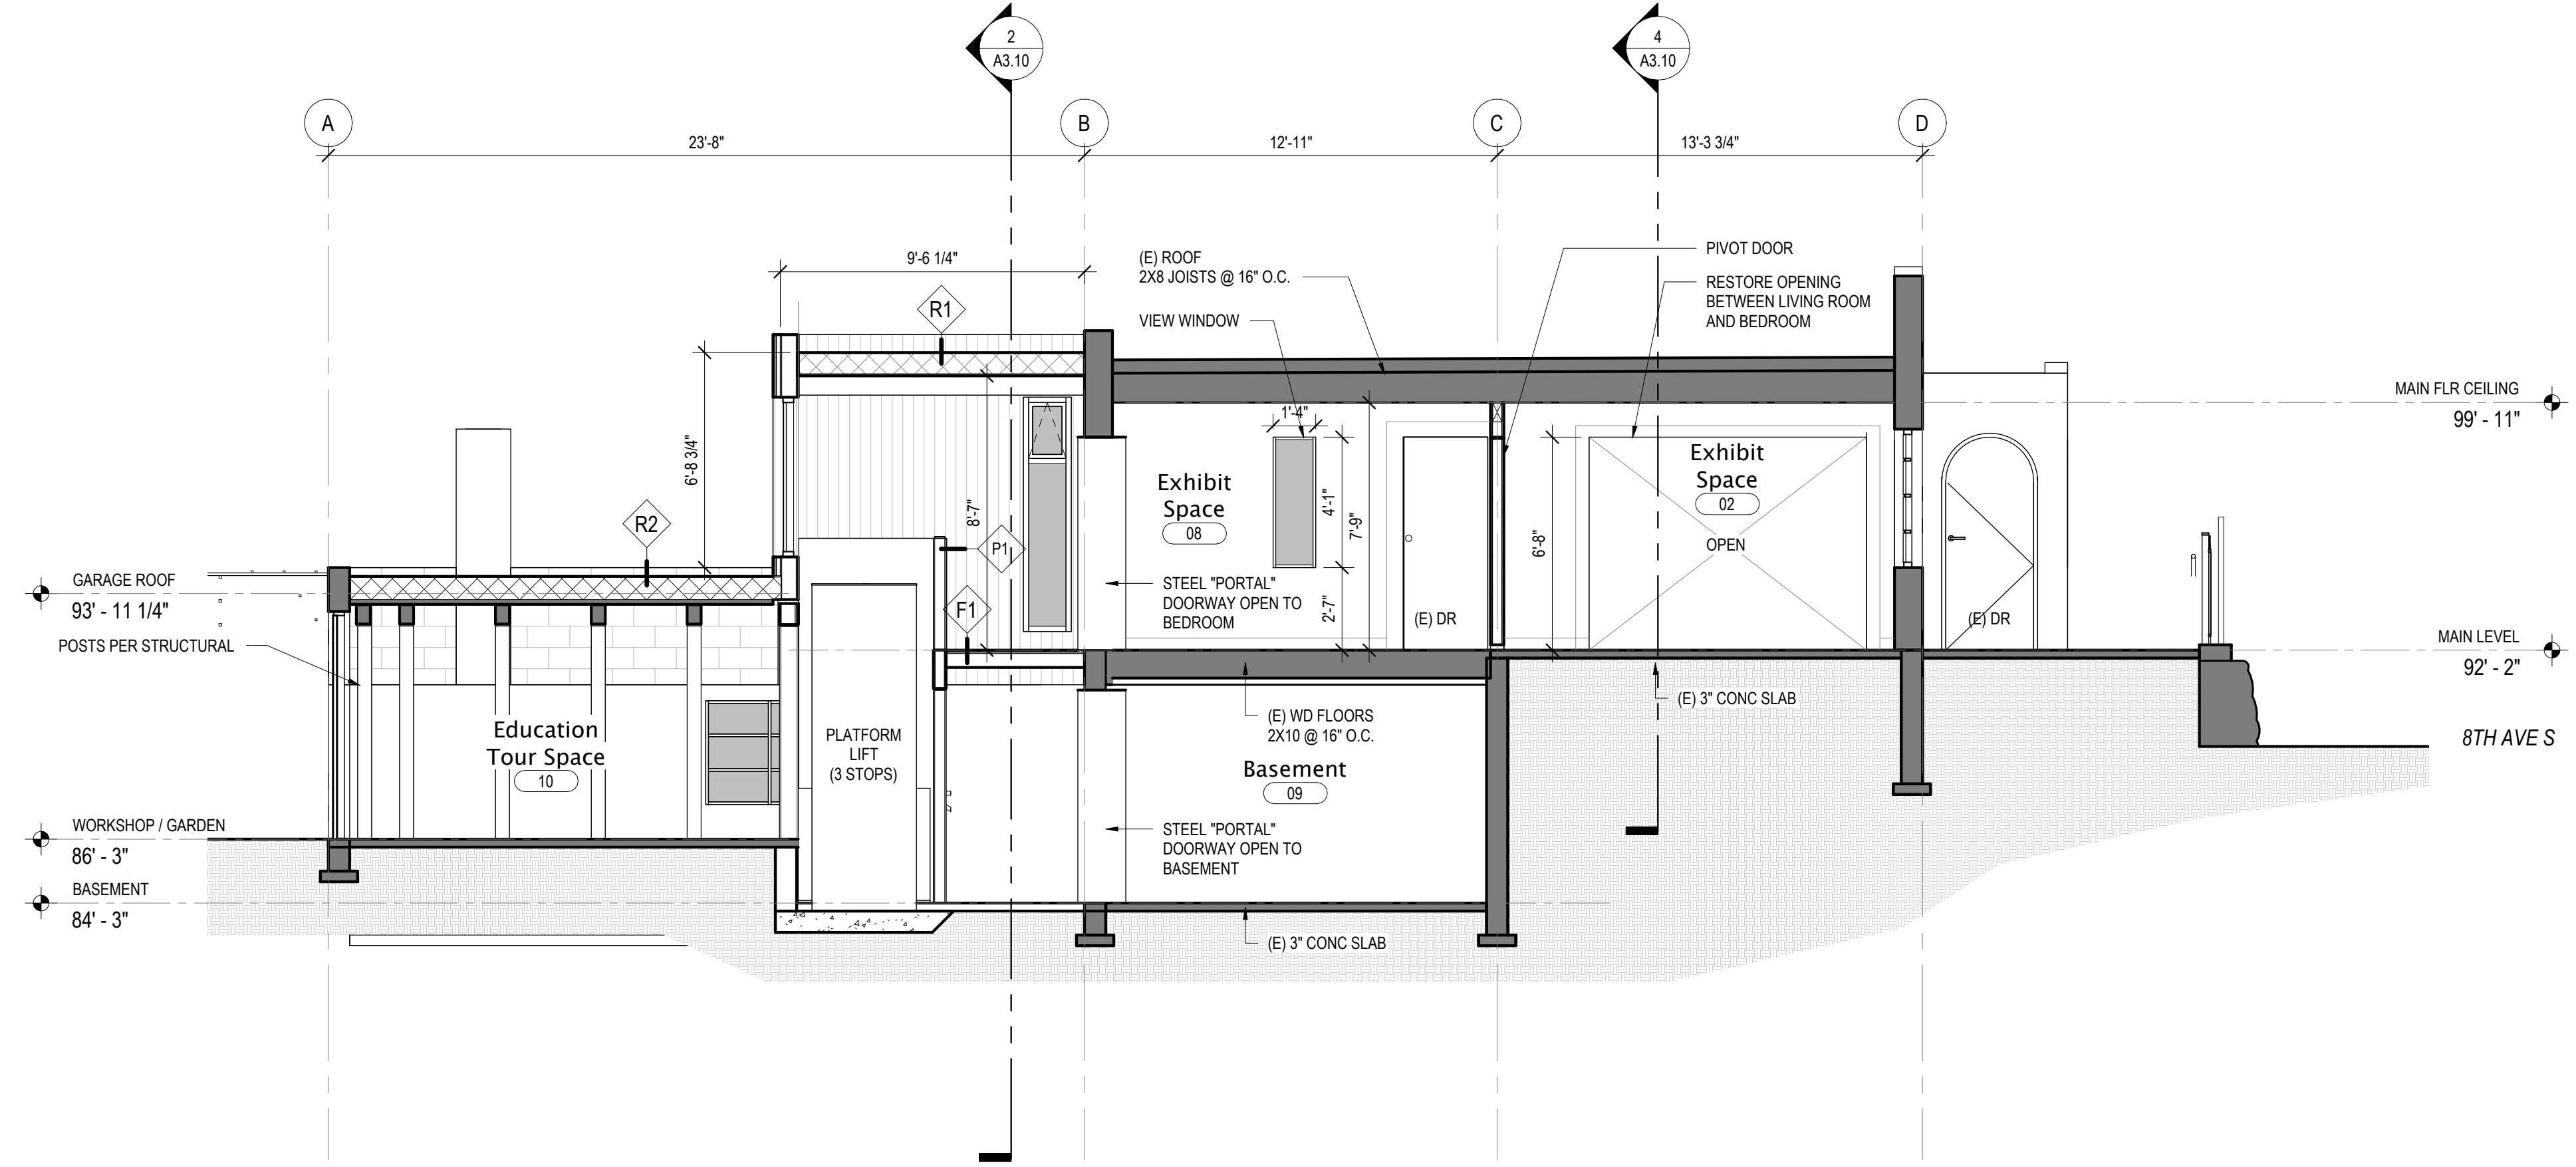 2
A3.10
4
A3.10
A
B
C
D
23'-8"
12'-11"
13'-3 3/4"
9'-6 1/4"
(E) ROOF
2X8 JOISTS @ 16" O.C.
VIEW WINDOW
PIVOT DOOR
RESTORE OPENING
BETWEEN LIVING ROOM
AND BEDROOM
R1
MAIN FLR CEILING
99' - 11"
1'-4"
6'-8 3/4"
8'-7"
4'-1"
7'-9"
2'-7"
6'-8"
Exhibit
Space
08
Exhibit
Space
02
OPEN
R2
P1
F1
GARAGE ROOF
93' - 11 1/4"
STEEL "PORTAL"
DOORWAY OPEN TO
BEDROOM
(E) DR
(E) DR
POSTS PER STRUCTURAL
MAIN LEVEL
92' - 2"
(E) 3" CONC SLAB
(E) WD FLOORS
2X10 @ 16" O.C.
8TH AVE S
Education
Tour Space
10
PLATFORM
LIFT
(3 STOPS)
Basement
09
WORKSHOP / GARDEN
86' - 3"
STEEL "PORTAL"
DOORWAY OPEN TO
BASEMENT
BASEMENT
84' - 3"
(E) 3" CONC SLAB